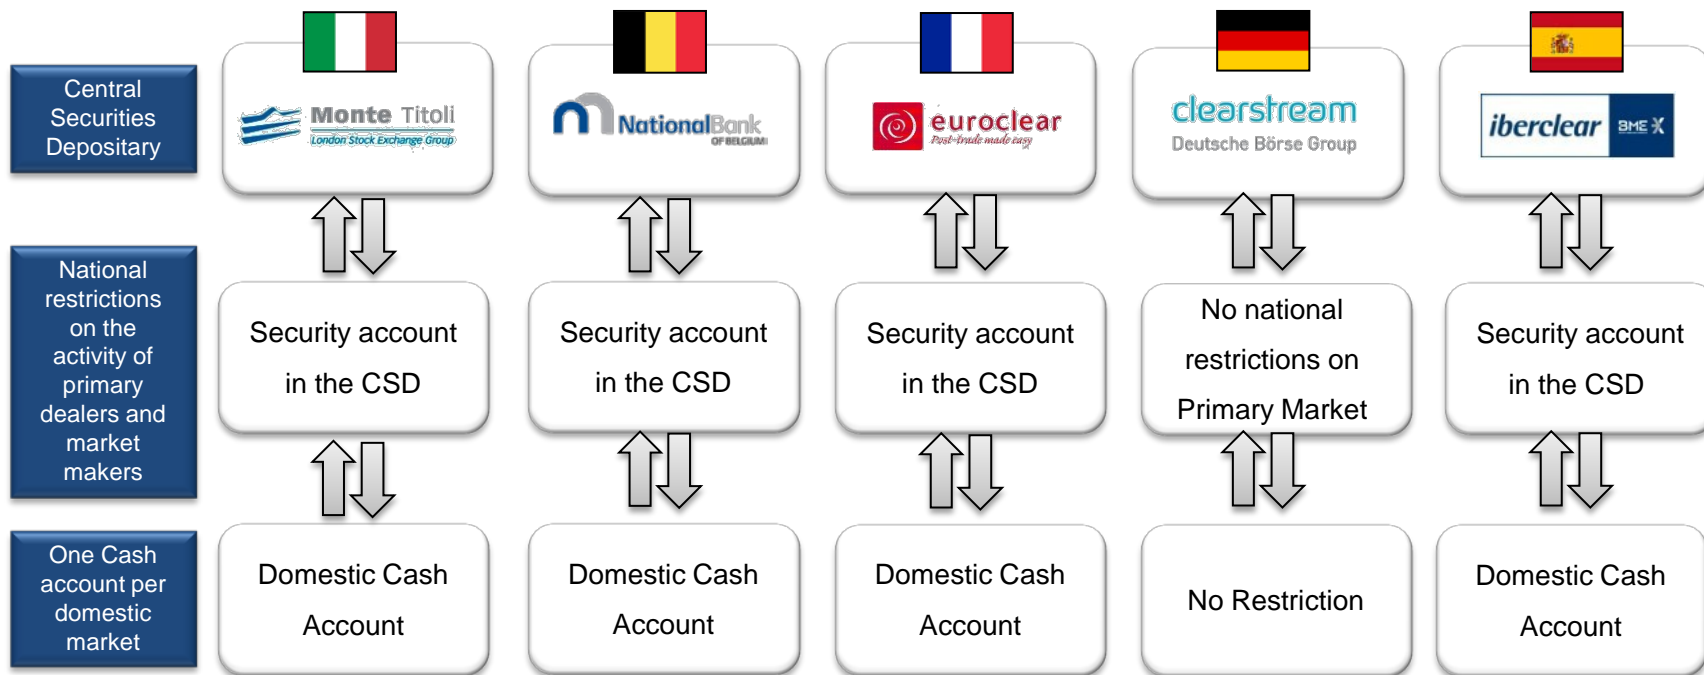 Central
Securities
Depositary
Monte Titoli
London Stock Exchange Group
NationalBank
OF BELGIUM
euroclear
Post-trade made easy
clearstream
Deutsche Börse Group
iberclear
BME X
National
restrictions
on the
activity of
primary
dealers and
market
makers
Security account
in the CSD
Security account
in the CSD
Security account
in the CSD
No national
restrictions on
Primary Market
Security account
in the CSD
One Cash
account per
domestic
market
Domestic Cash
Account
Domestic Cash
Account
Domestic Cash
Account
No Restriction
Domestic Cash
Account